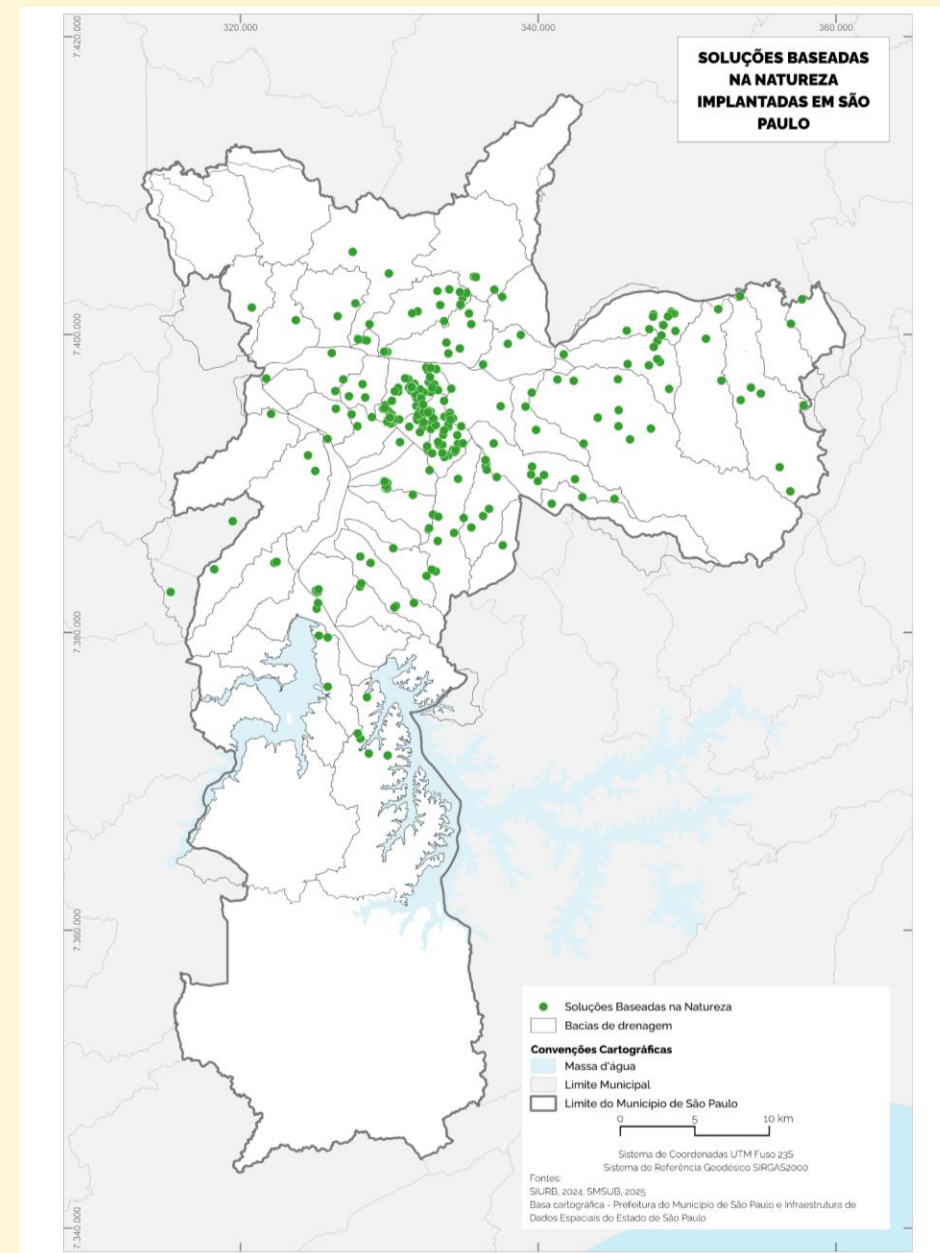 320.000
340.000
360.000
7.420.000
SOLUÇÕES BASEADAS
NA NATUREZA
IMPLANTADAS EM SÃO
PAULO
7.400.000
7.380.000
7.360.000
Soluções Baseadas na Natureza
Bacias de drenagem
Convenções Cartográficas
Massa d'água
Limite Municipal
Limite do Município de São Paulo
0 5 10 km
Sistema de Coordenadas UTM Fuso 23S
Sistema de Referência Geodésico SIRGAS2000
Fontes:
SIURB, 2024; SMSUB, 2025
Basa cartográfica - Prefeitura do Município de São Paulo e Infraestrutura de
Dados Espaciais do Estado de São Paulo
7.340.000